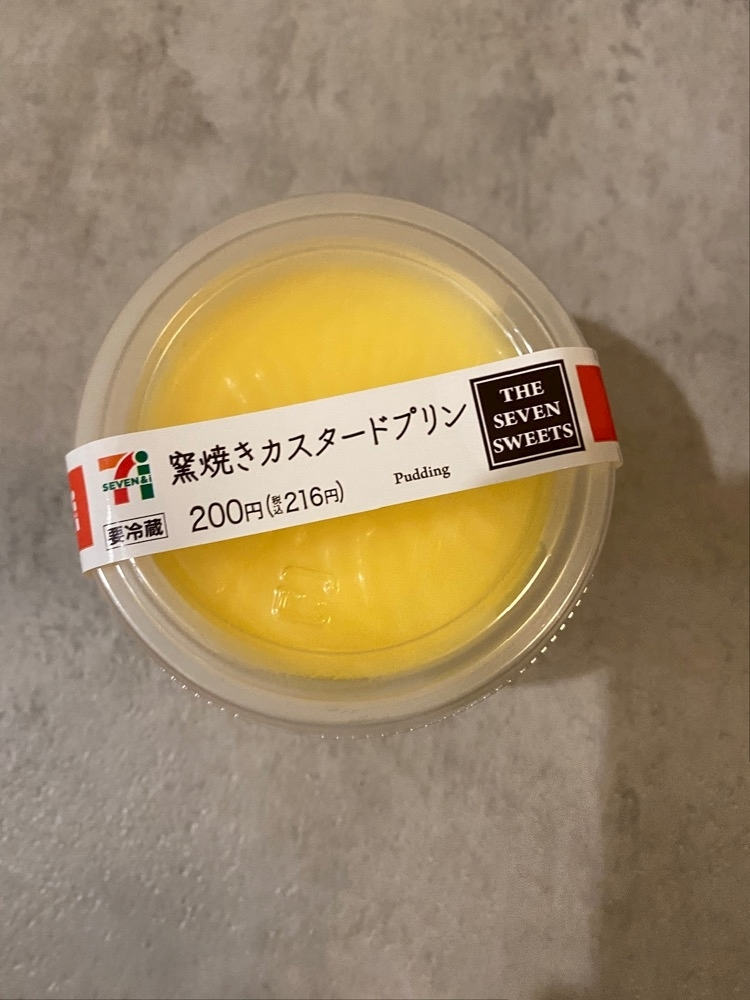 SEVEN&i
窯焼きカスタードプリン
要冷蔵
200円(税込216円)
Pudding
THE
SEVEN
SWEETS